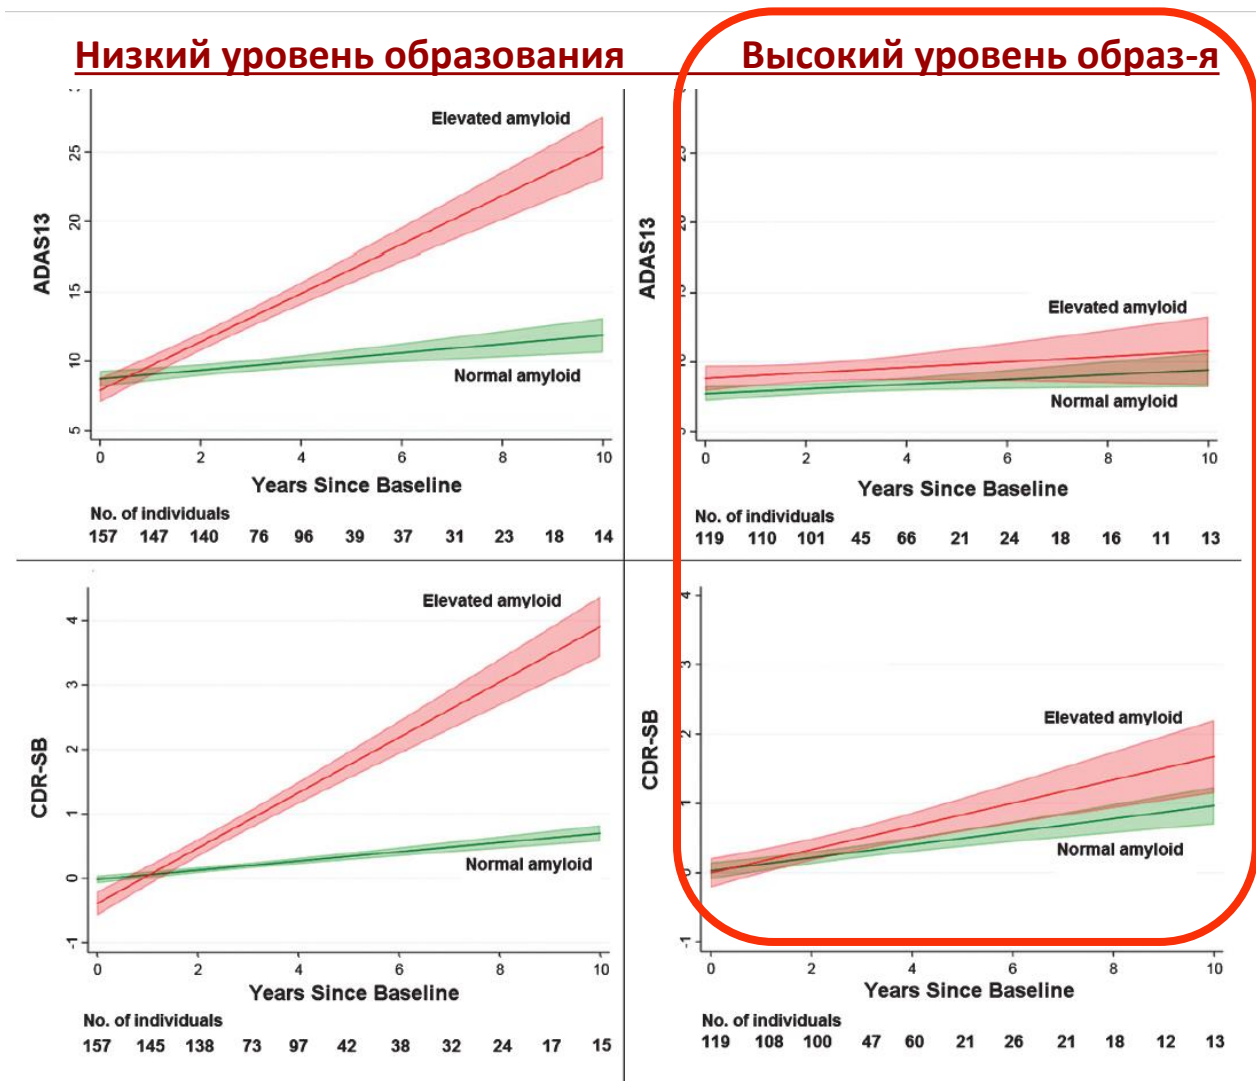 Низкий уровень образования
Высокий уровень образ-я
Elevated amyloid
ADAS13
25
20
15
10
5
Normal amyloid
0 2 4 6 8 10
Years Since Baseline
No. of individuals
157 147 140 76 96 39 37 31 23 18 14
ADAS13
25
20
15
10
5
Elevated amyloid
Normal amyloid
0 2 4 6 8 10
Years Since Baseline
No. of individuals
119 110 101 45 66 21 24 18 16 11 13
Elevated amyloid
CDR-SB
4
3
2
1
0
-1
Normal amyloid
0 2 4 6 8 10
Years Since Baseline
No. of individuals
157 145 138 73 97 42 38 32 24 17 15
CDR-SB
4
3
2
1
0
-1
Elevated amyloid
Normal amyloid
0 2 4 6 8 10
Years Since Baseline
No. of individuals
119 108 100 47 60 21 26 21 18 12 13